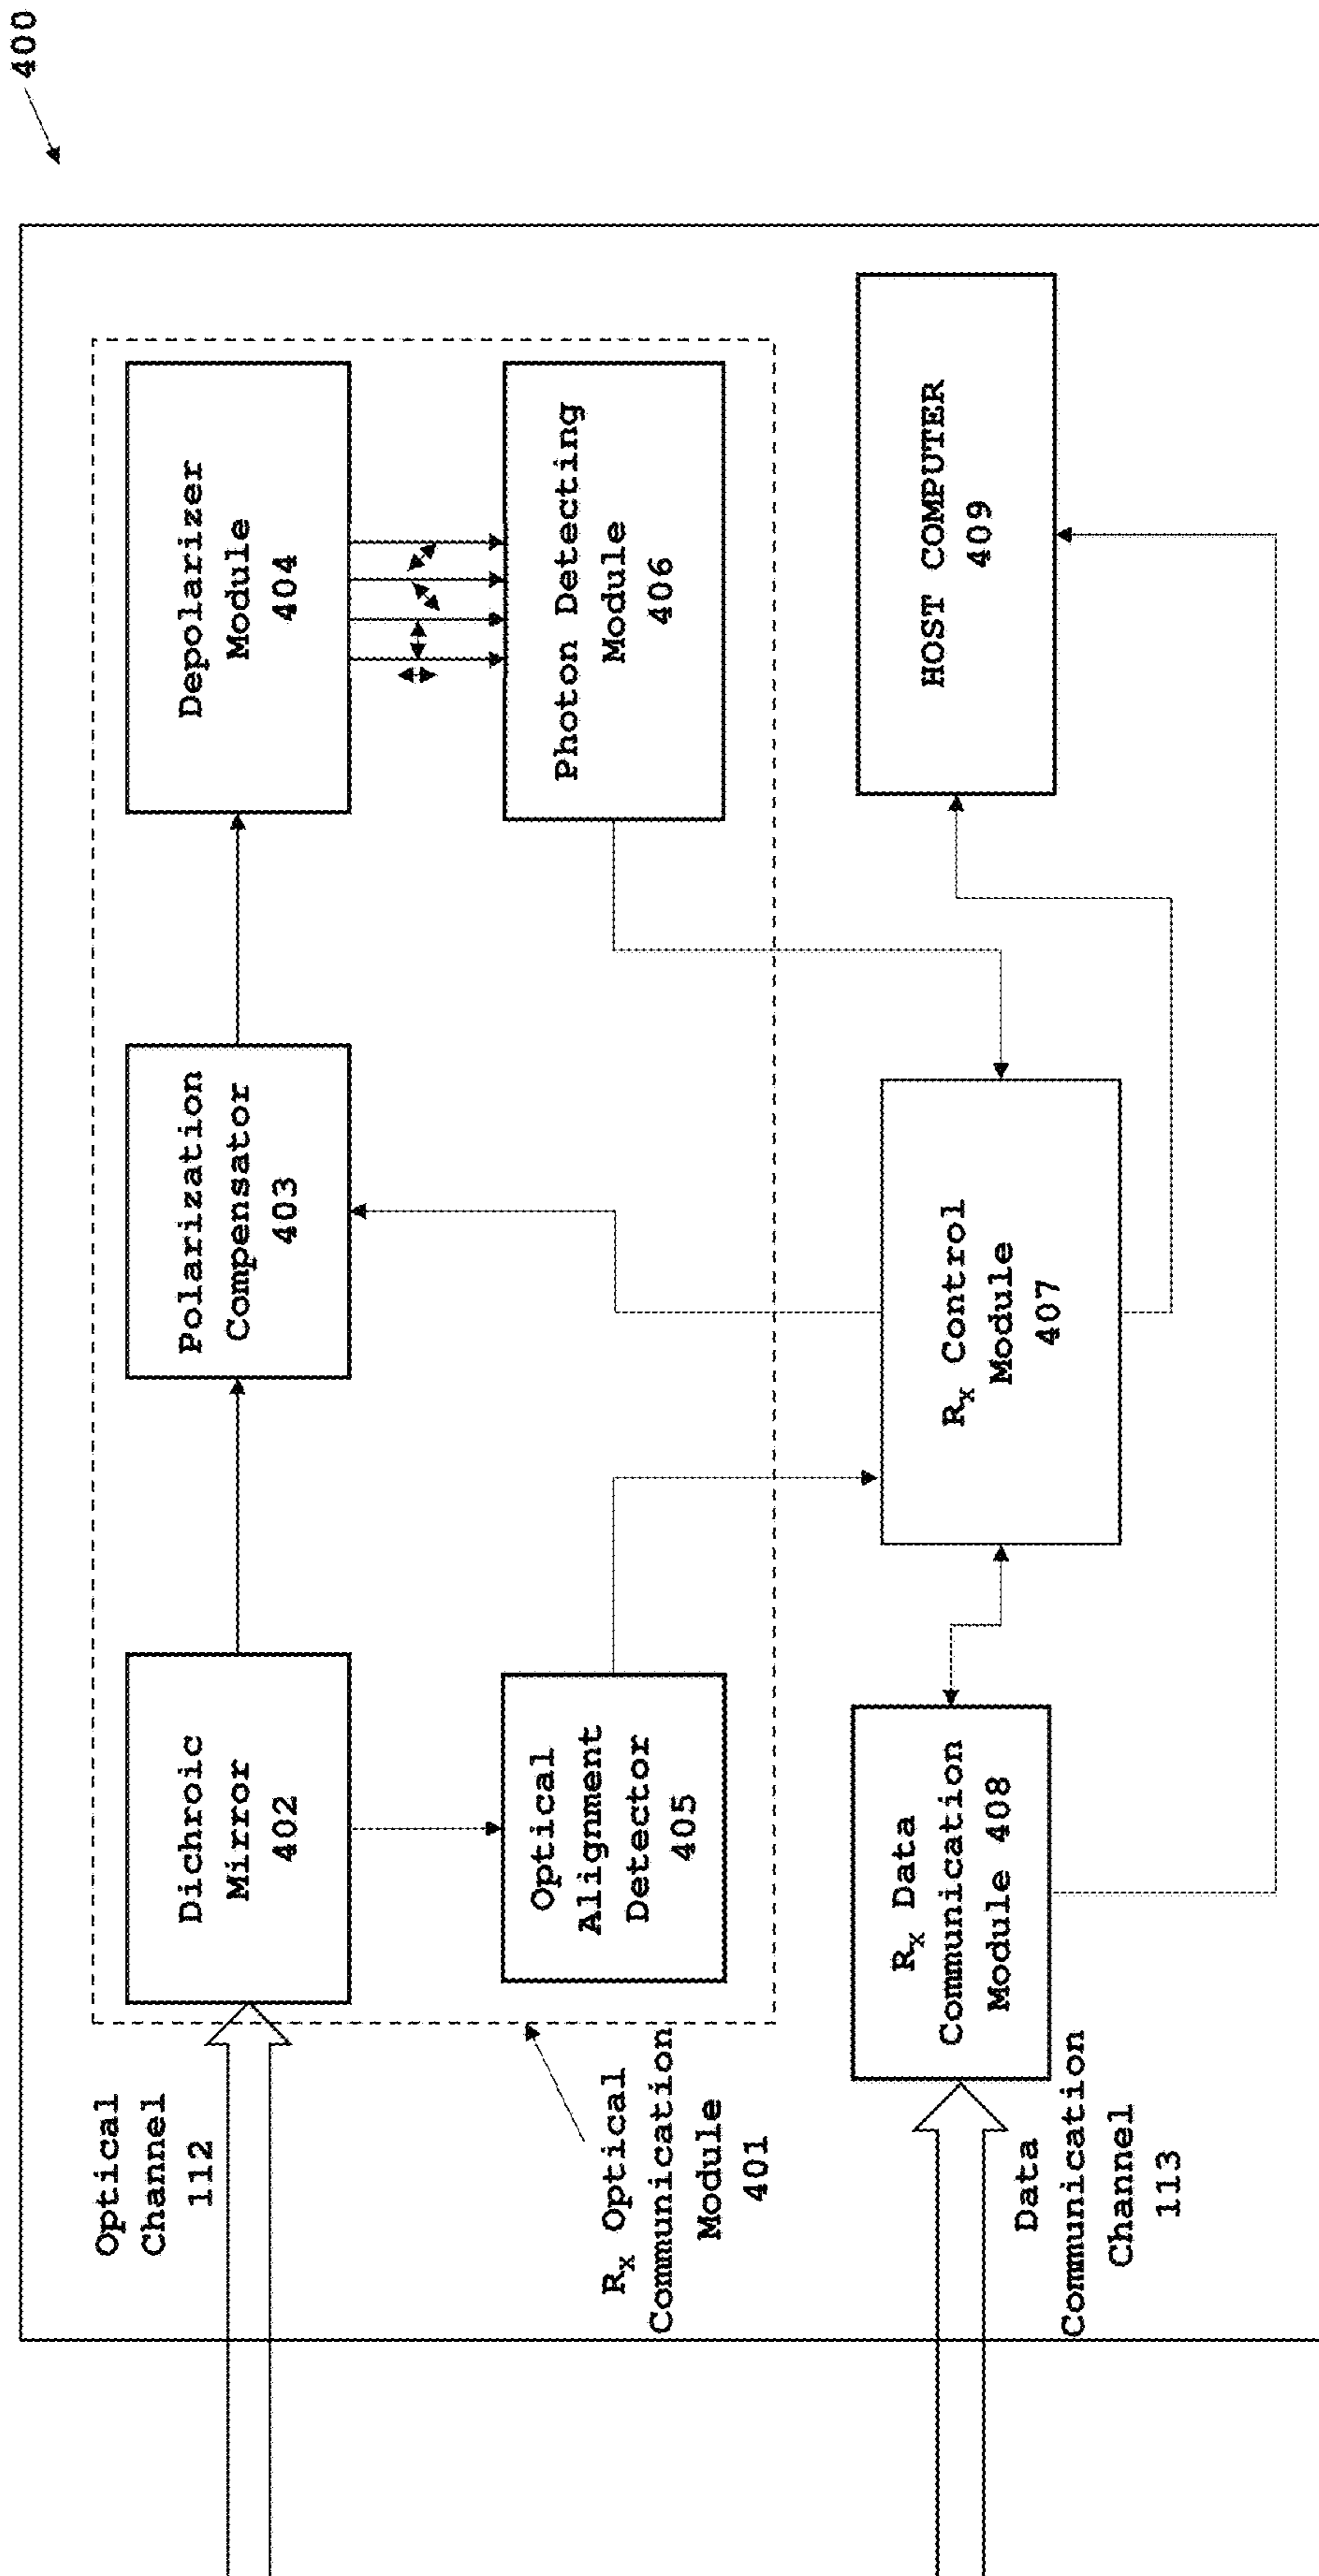 400
Optical
Channel
112
Dichroic
Mirror
402
Polarization
Compensator
403
Depolarizer
Module
404
Optical
Alignment
Detector
405
Photon Detecting
Module
406
Rx Optical
Communication
Module
401
Rx Data
Communication
Module 408
Rx Control
Module
407
HOST COMPUTER
409
Data
Communication
Channel
113